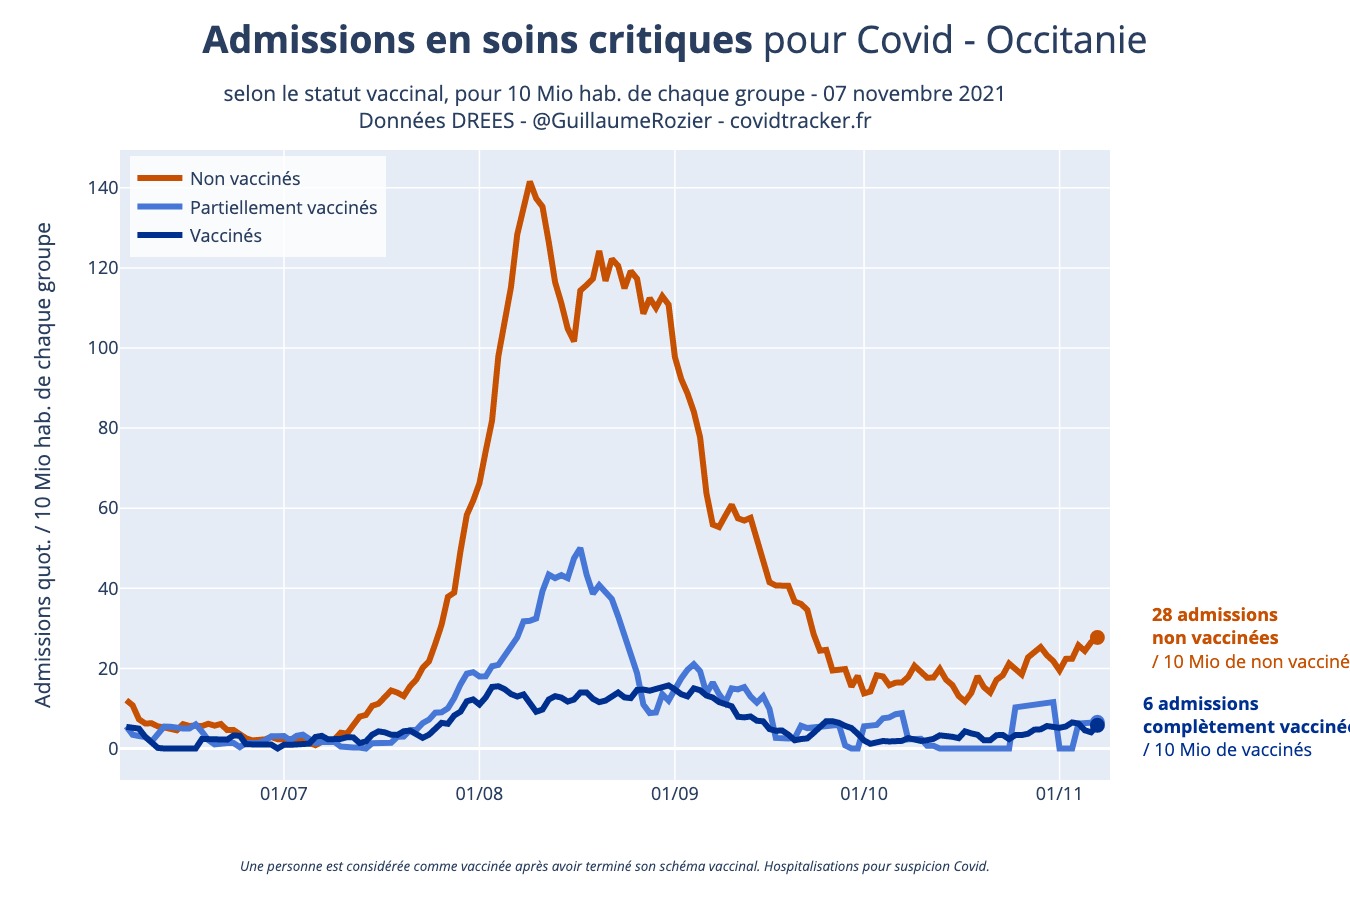 Admissions en soins critiques pour Covid - Occitanie
selon le statut vaccinal, pour 10 Mio hab. de chaque groupe - 07 novembre 2021
Données DREES - @GuillaumeRozier - covidtracker.fr
Non vaccinés
Partiellement vaccinés
Vaccinés
Admissions quot. / 10 Mio hab. de chaque groupe
140
120
100
80
60
40
20
0
01/07
01/08
01/09
01/10
01/11
28 admissions
non vaccinées
/ 10 Mio de non vacciné
6 admissions
complètement vacciné
/ 10 Mio de vaccinés
Une personne est considérée comme vaccinée après avoir terminé son schéma vaccinal. Hospitalisations pour suspicion Covid.